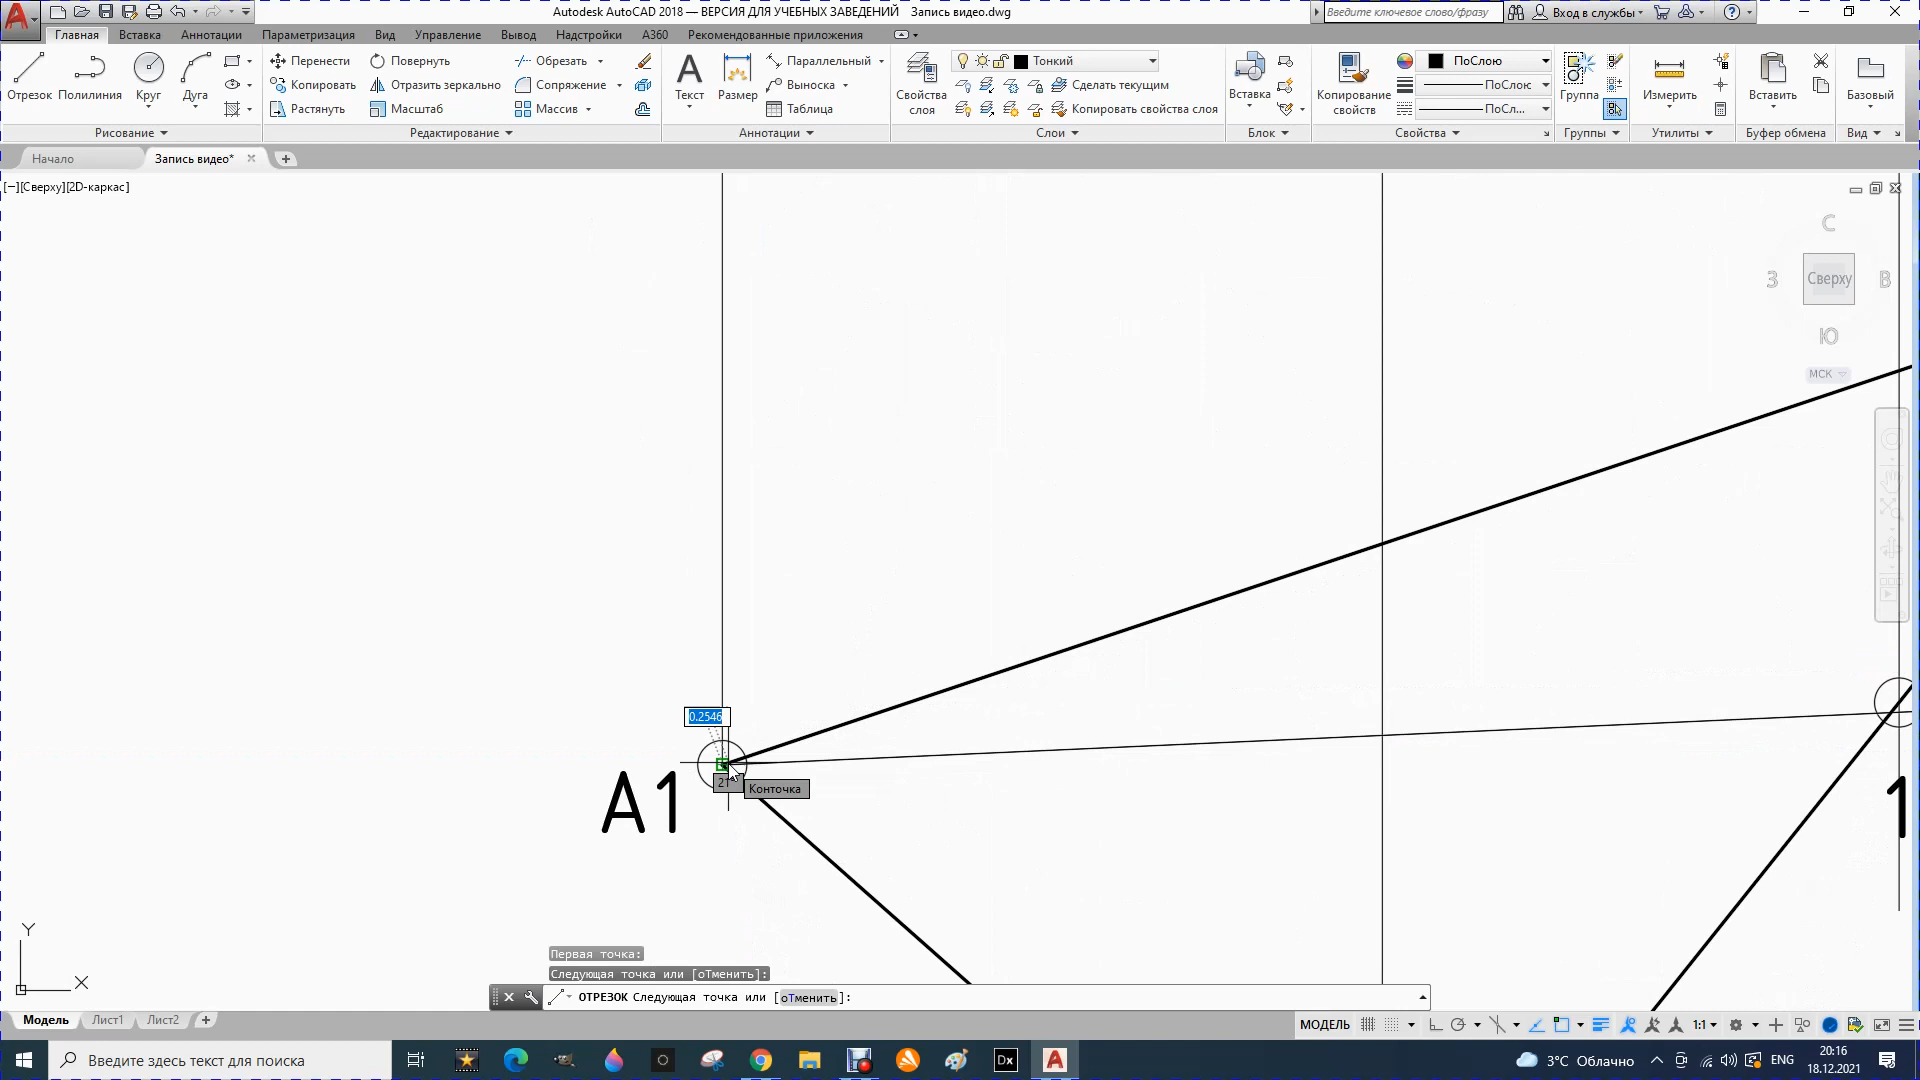 Autodesk AutoCAD 2018 — ВЕРСИЯ ДЛЯ УЧЕБНЫХ ЗАВЕДЕНИЙ Запись видео.dwg
Введите ключевое слово/фразу
Вход в службы
Главная Вставка Аннотации Параметризация Вид Управление Вывод Надстройки A360 Рекомендованные приложения
Отрезок Полилиния Круг Дуга
Перенести Повернуть Обрезать
Копировать Отразить зеркально Сопряжение
Растянуть Масштаб Массив
Текст Размер
Параллельный
Выноска
Таблица
Свойства слоя
Тонкий
Сделать текущим
Копировать свойства слоя
Вставка
Копирование свойств
ПоСлою
ПоСлою
ПоСл...
Группа Измерить Вставить Базовый
Рисование Редактирование Аннотации Слои Блок Свойства Группы Утилиты Буфер обмена Вид
Начало Запись видео*
[−][Сверху][2D-каркас]
С
З Сверху В
Ю
МСК
0.2546
21
Конточка
A1
1
Y
X
Первая точка:
Следующая точка или [оТменить]:
ОТРЕЗОК Следующая точка или [оТменить]:
Модель Лист1 Лист2
МОДЕЛЬ 1:1
Введите здесь текст для поиска
Dx
A
3°C Облачно
ENG
20:16
18.12.2021